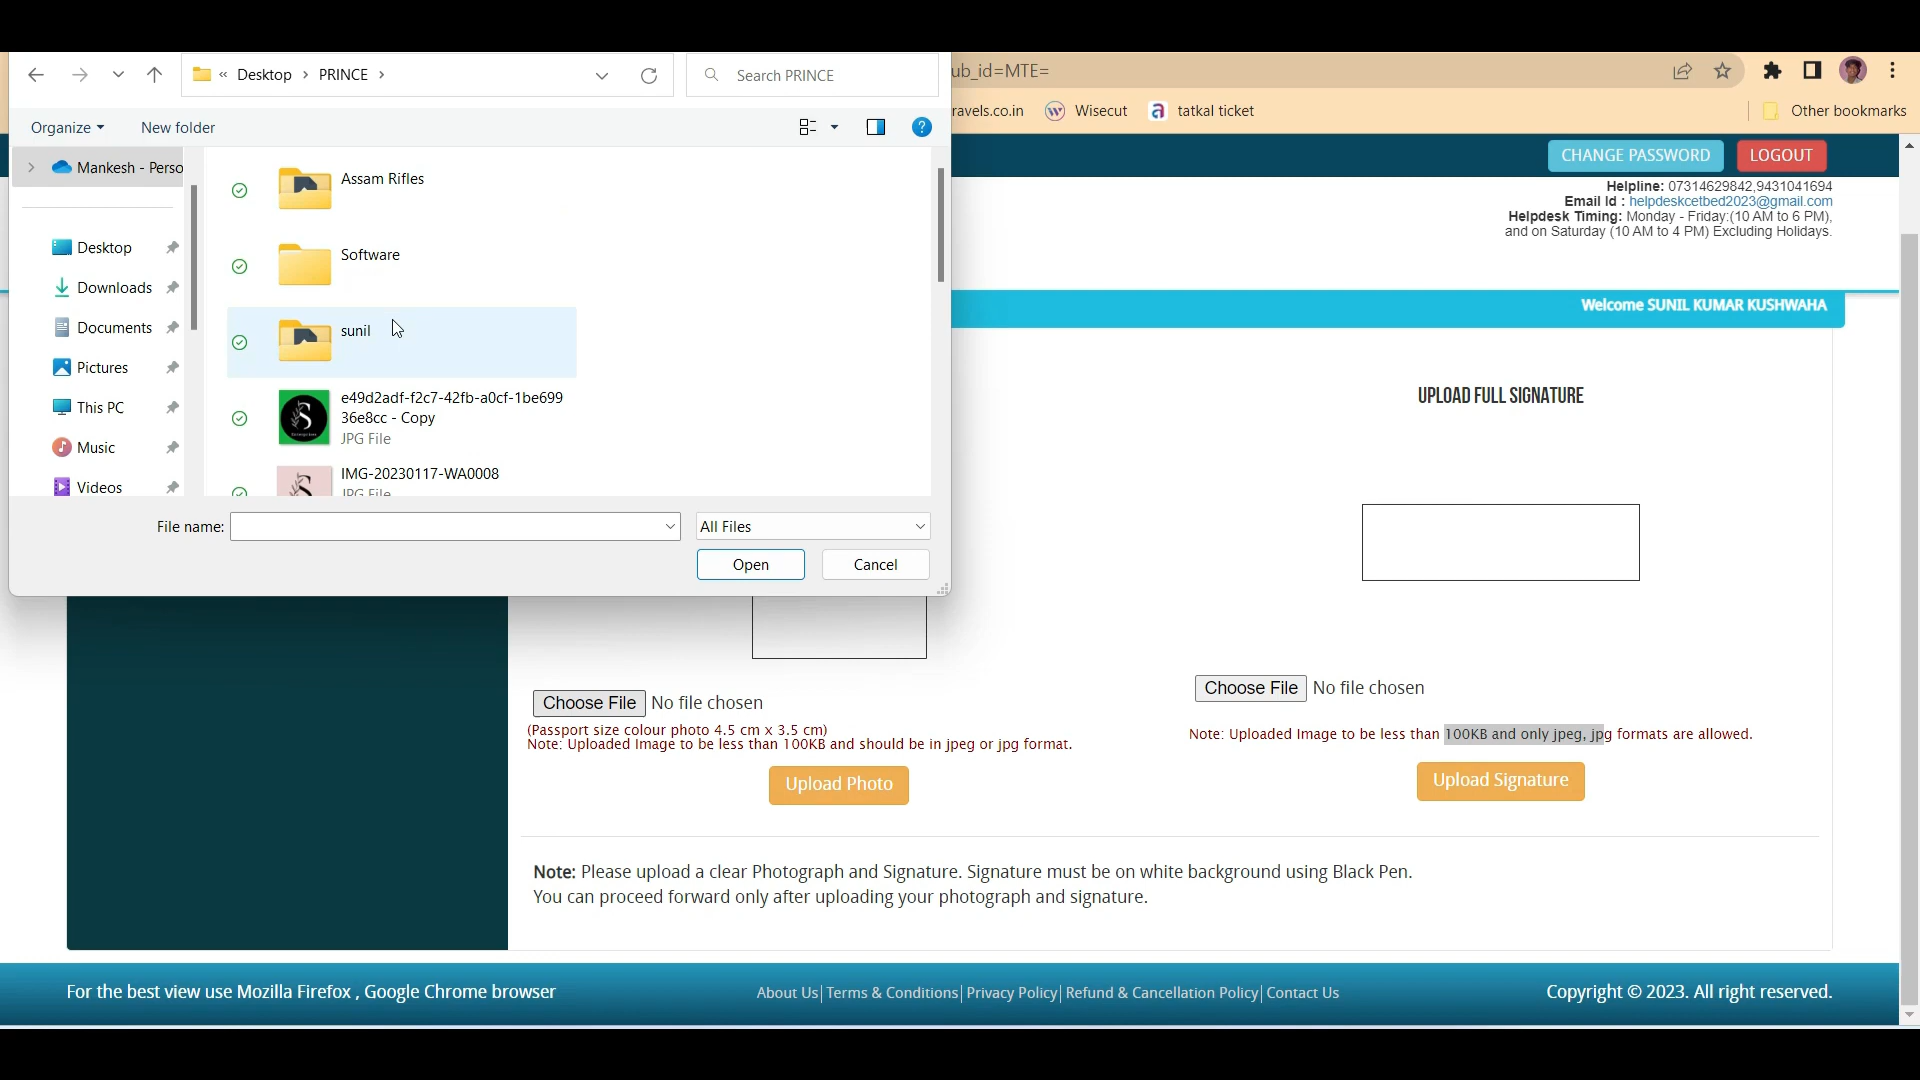 « Desktop › PRINCE ›
Search PRINCE
ub_id=MTE=
Organize
New folder
ravels.co.in
Wisecut
tatkal ticket
Other bookmarks
Mankesh - Perso
Desktop
Downloads
Documents
Pictures
This PC
Music
Videos
Assam Rifles
Software
sunil
e49d2adf-f2c7-42fb-a0cf-1be699
36e8cc - Copy
JPG File
IMG-20230117-WA0008
JPG File
File name:
All Files
Open
Cancel
CHANGE PASSWORD
LOGOUT
Helpline: 07314629842,9431041694
Email Id : helpdeskcetbed2023@gmail.com
Helpdesk Timing: Monday - Friday:(10 AM to 6 PM),
and on Saturday (10 AM to 4 PM) Excluding Holidays.
Welcome SUNIL KUMAR KUSHWAHA
UPLOAD FULL SIGNATURE
Choose File No file chosen
(Passport size colour photo 4.5 cm x 3.5 cm)
Note: Uploaded Image to be less than 100KB and should be in jpeg or jpg format.
Upload Photo
Choose File No file chosen
Note: Uploaded Image to be less than 100KB and only jpeg, jpg formats are allowed.
Upload Signature
Note: Please upload a clear Photograph and Signature. Signature must be on white background using Black Pen.
You can proceed forward only after uploading your photograph and signature.
For the best view use Mozilla Firefox , Google Chrome browser
About Us| Terms & Conditions| Privacy Policy| Refund & Cancellation Policy| Contact Us
Copyright © 2023. All right reserved.